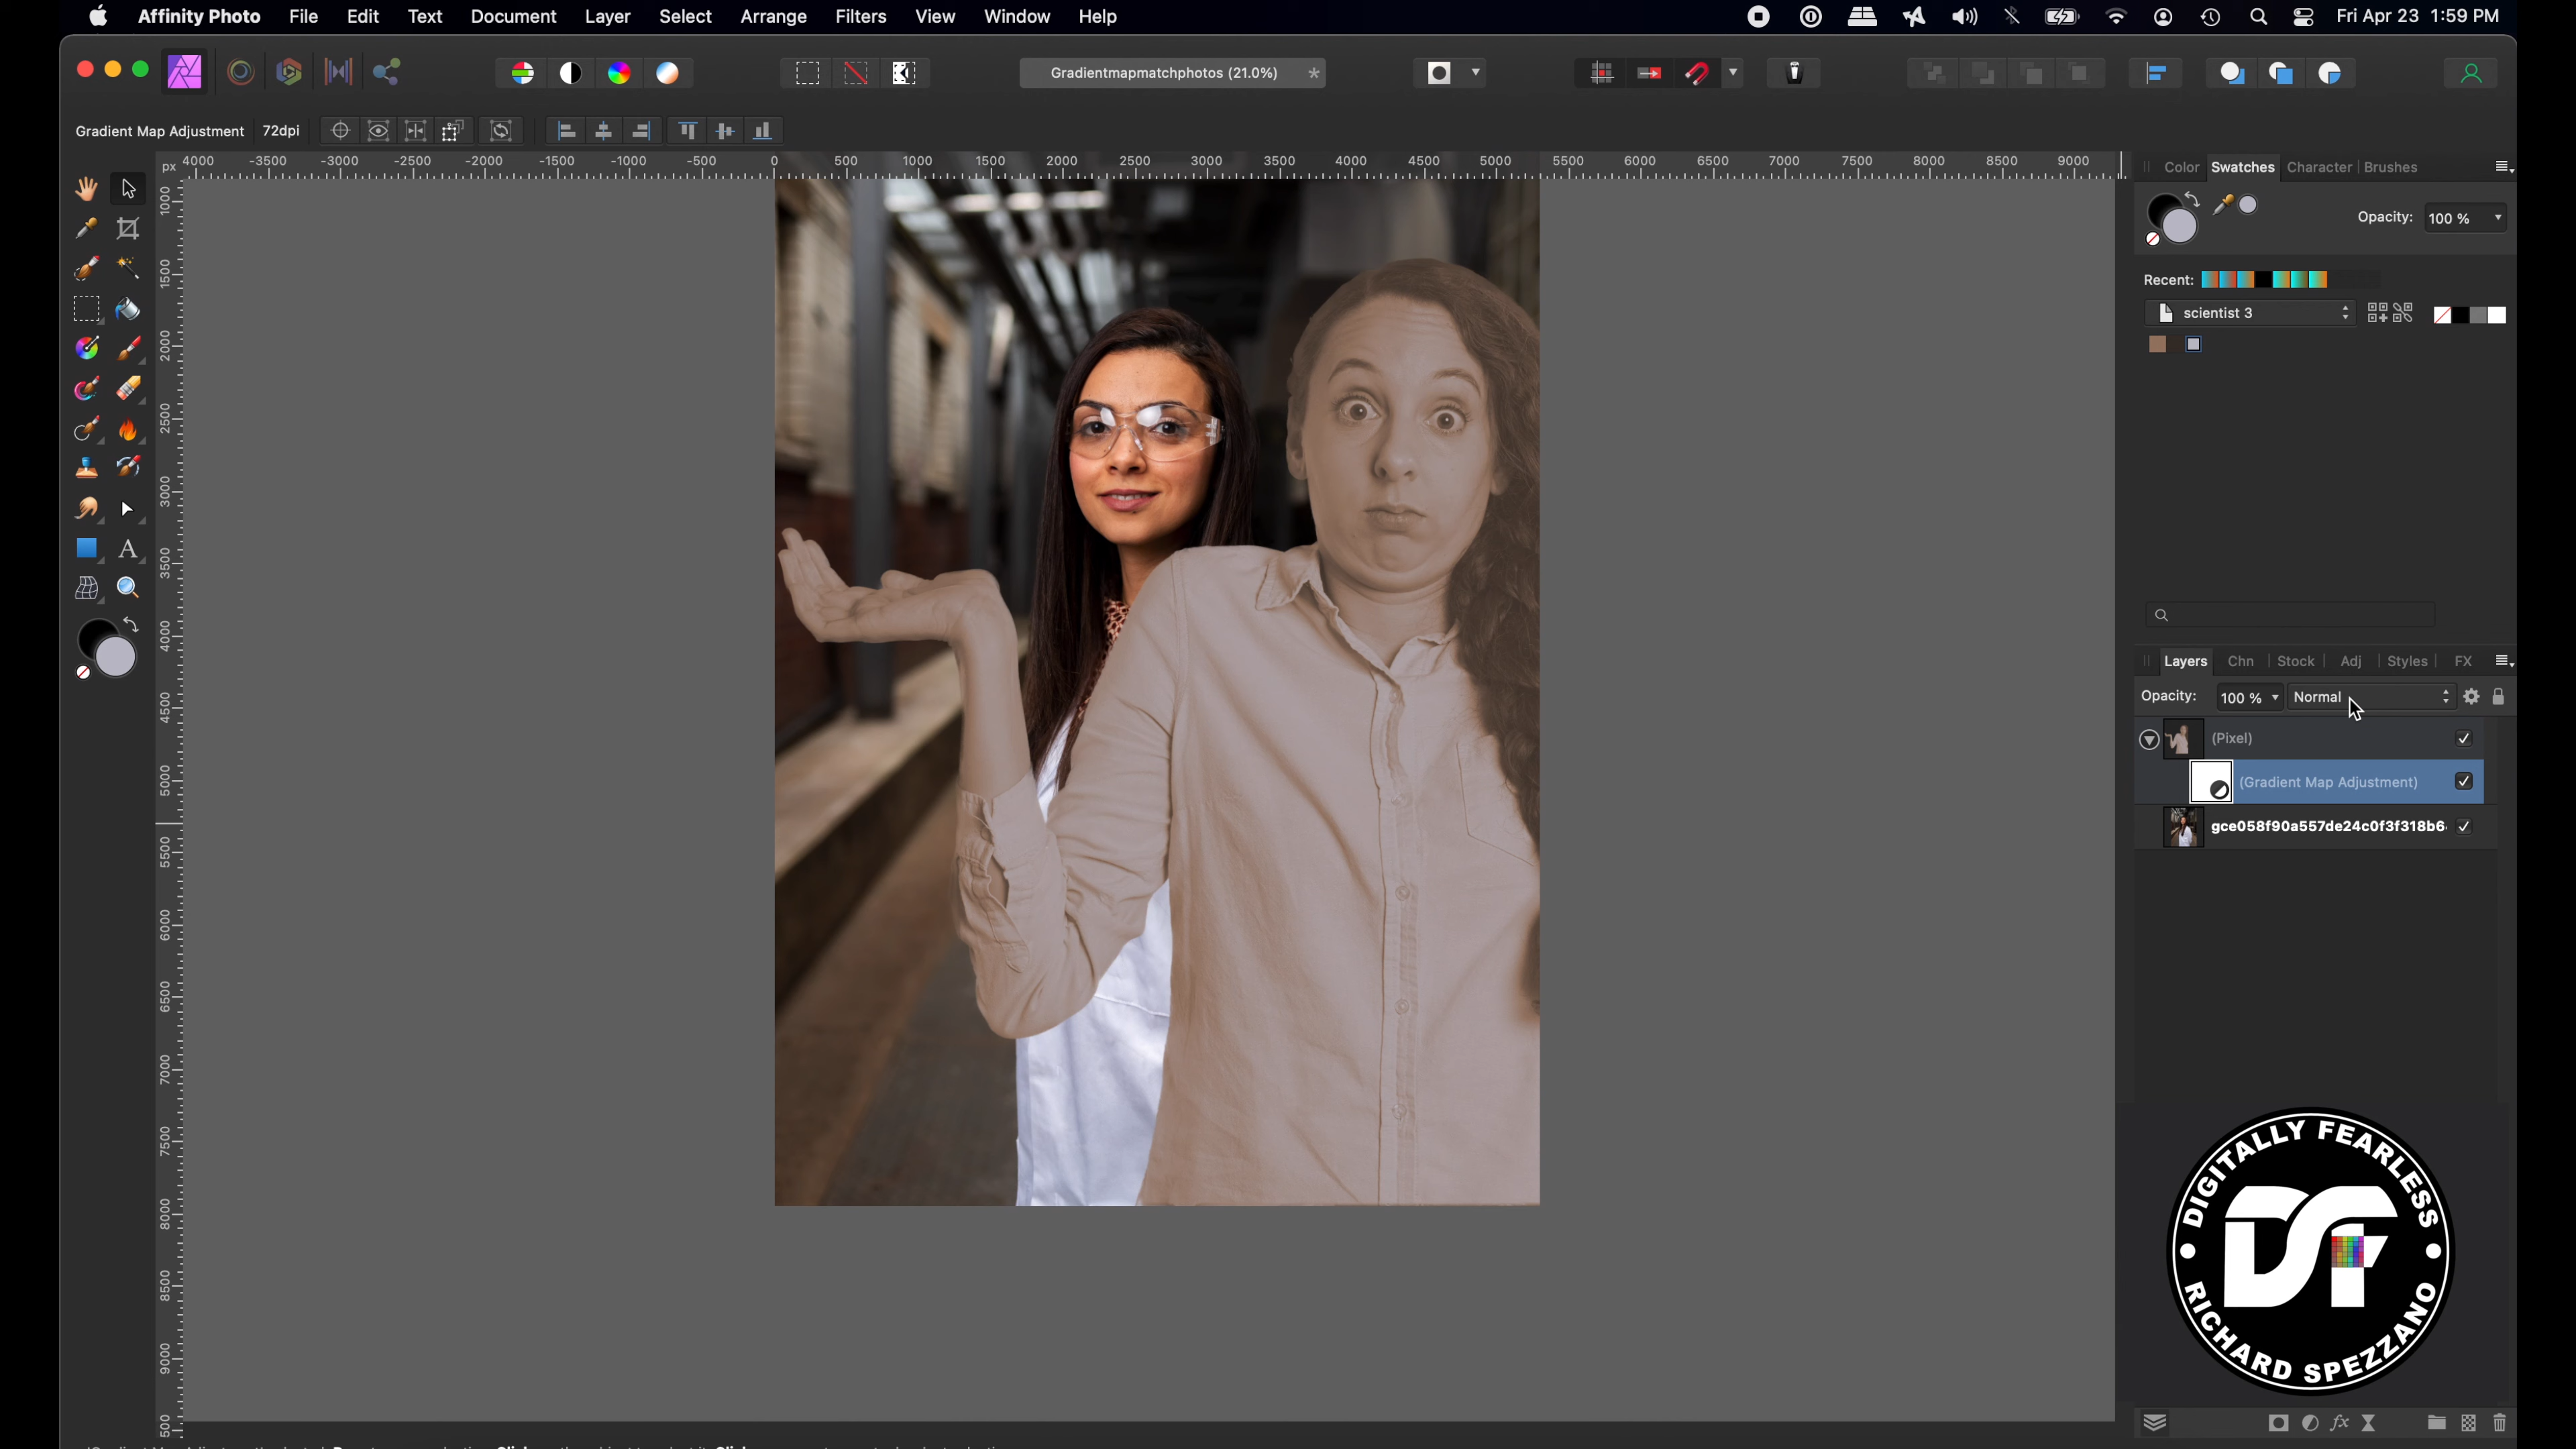 Affinity Photo File Edit Text Document Layer Select Arrange Filters View Window Help Fri Apr 23 1:59 PM
Gradientmapmatchphotos (21.0%) *
Gradient Map Adjustment 72dpi
px 4000 -3500 -3000 -2500 -2000 -1500 -1000 -500 0 500 1000 1500 2000 2500 3000 3500 4000 4500 5000 5500 6000 6500 7000 7500 8000 8500 9000
1000
1500
2000
2500
3000
3500
4000
4500
5000
5500
6000
6500
7000
7500
8000
8500
9000
500
Color Swatches Character Brushes
Opacity: 100 %
Recent:
scientist 3
Layers Chn Stock Adj Styles FX
Opacity: 100 % Normal
(Pixel)
(Gradient Map Adjustment)
gce058f90a557de24c0f3f318b6
DIGITALLY FEARLESS
DF
RICHARD SPEZZANO